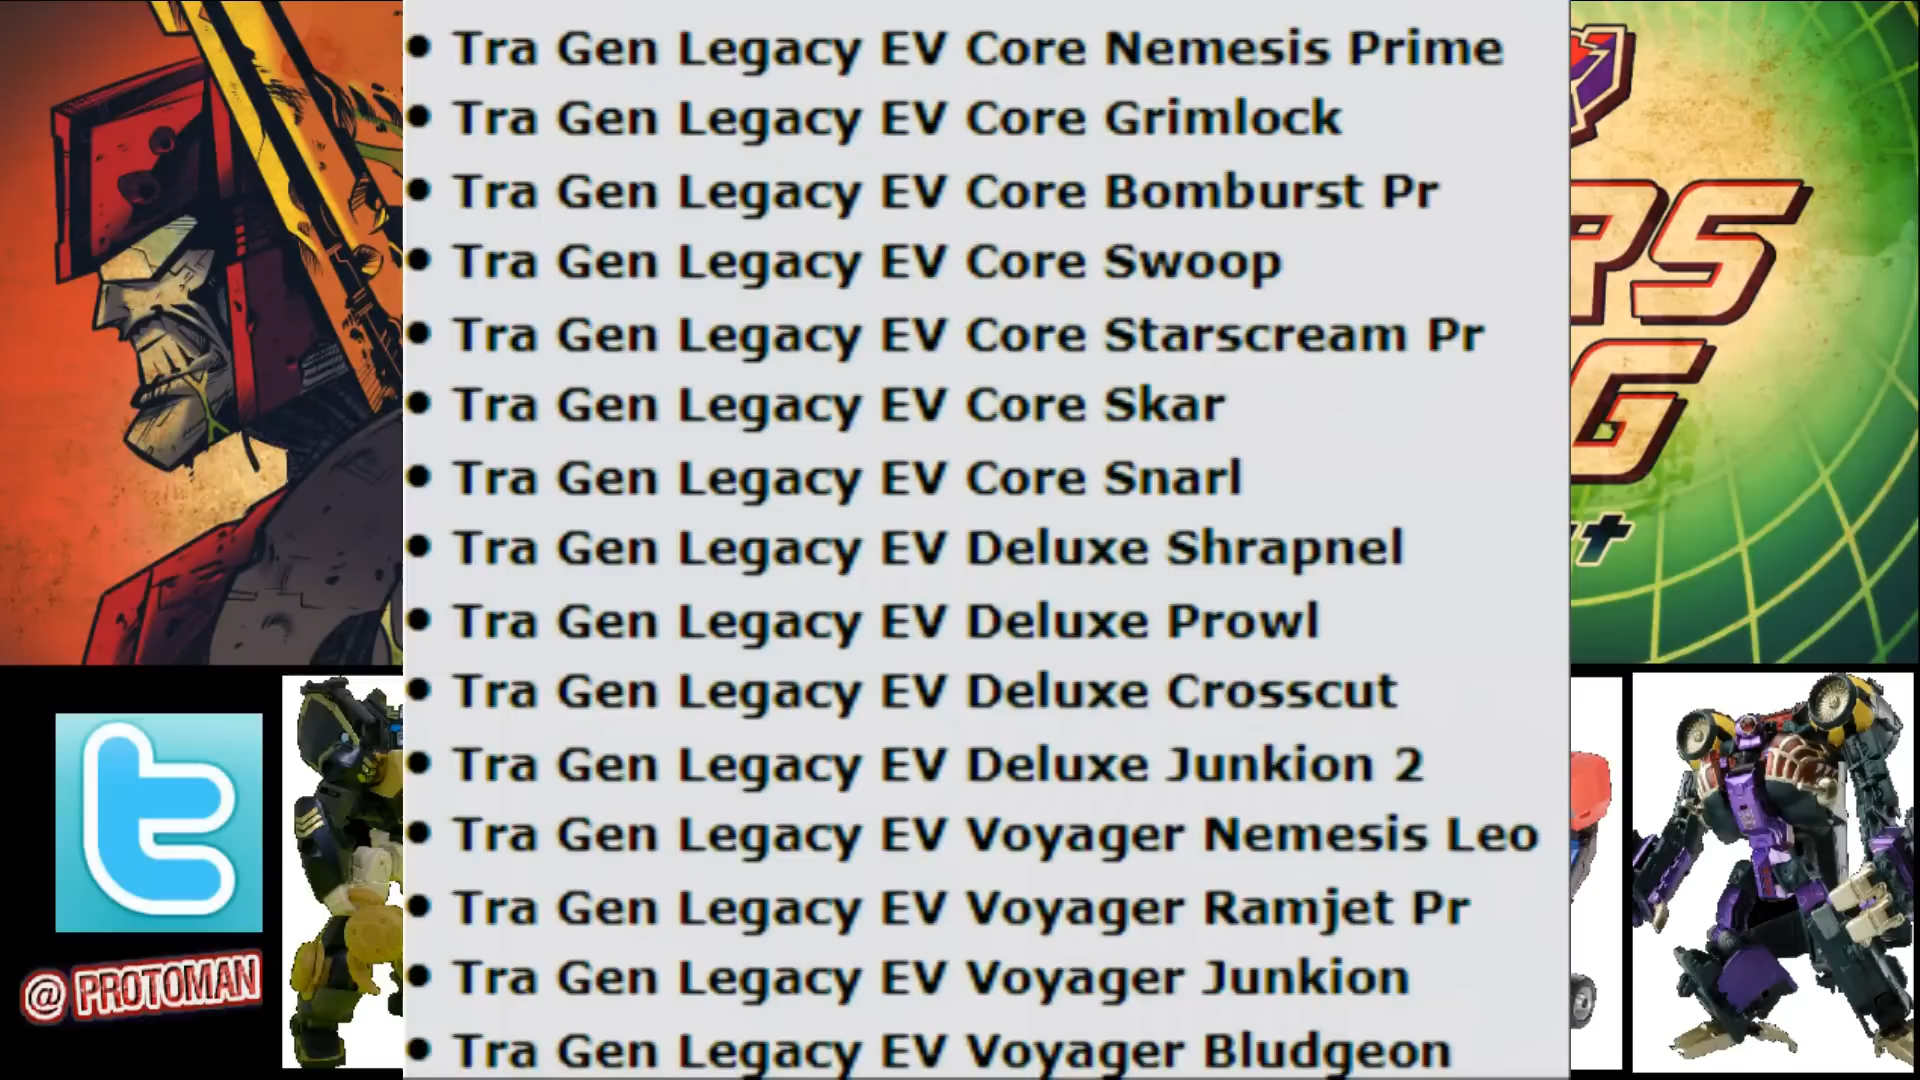 • Tra Gen Legacy EV Core Nemesis Prime
• Tra Gen Legacy EV Core Grimlock
• Tra Gen Legacy EV Core Bomburst Pr
• Tra Gen Legacy EV Core Swoop
• Tra Gen Legacy EV Core Starscream Pr
• Tra Gen Legacy EV Core Skar
• Tra Gen Legacy EV Core Snarl
• Tra Gen Legacy EV Deluxe Shrapnel
• Tra Gen Legacy EV Deluxe Prowl
• Tra Gen Legacy EV Deluxe Crosscut
• Tra Gen Legacy EV Deluxe Junkion 2
• Tra Gen Legacy EV Voyager Nemesis Leo
• Tra Gen Legacy EV Voyager Ramjet Pr
• Tra Gen Legacy EV Voyager Junkion
• Tra Gen Legacy EV Voyager Bludgeon
@ PROTOMAN